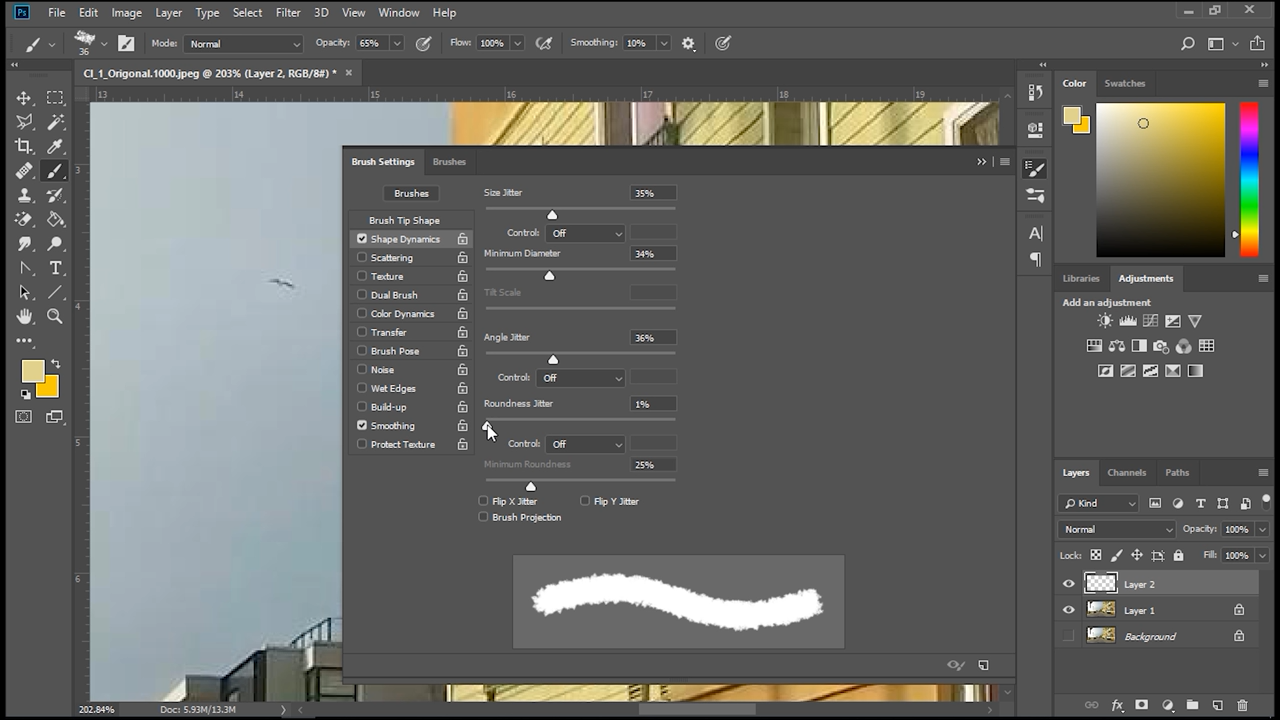 Ps File Edit Image Layer Type Select Filter 3D View Window Help
36 Mode: Normal Opacity: 65% Flow: 100% Smoothing: 10%
CI_1_Origonal.1000.jpeg @ 203% (Layer 2, RGB/8#) * ×
13 14 15 16 17 18 19
3
4
5
6
Brush Settings Brushes
Brushes
Brush Tip Shape
Shape Dynamics
Scattering
Texture
Dual Brush
Color Dynamics
Transfer
Brush Pose
Noise
Wet Edges
Build-up
Smoothing
Protect Texture
Size Jitter 35%
Control: Off
Minimum Diameter 34%
Tilt Scale
Angle Jitter 36%
Control: Off
Roundness Jitter 1%
Control: Off
Minimum Roundness 25%
Flip X Jitter Flip Y Jitter
Brush Projection
Color Swatches
Libraries Adjustments
Add an adjustment
Layers Channels Paths
Kind
Normal Opacity: 100%
Lock: Fill: 100%
Layer 2
Layer 1
Background
202.84% Doc: 5.93M/13.3M